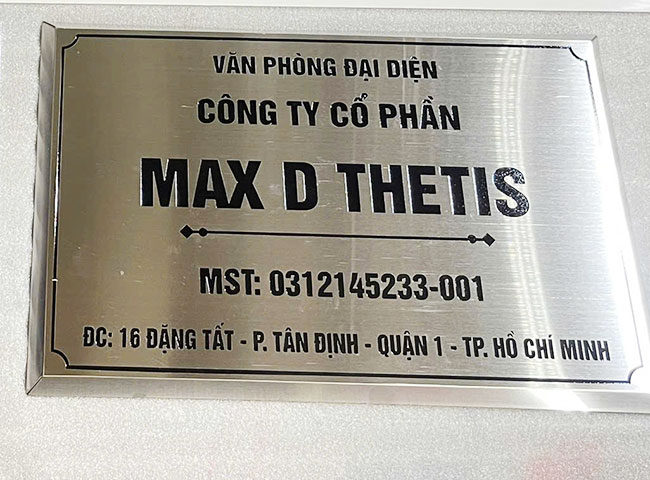 VĂN PHÒNG ĐẠI DIỆN
CÔNG TY CỔ PHẦN
MAX D THETIS
MST: 0312145233-001
ĐC: 16 ĐẶNG TẤT - P. TÂN ĐỊNH - QUẬN 1 - TP. HỒ CHÍ MINH